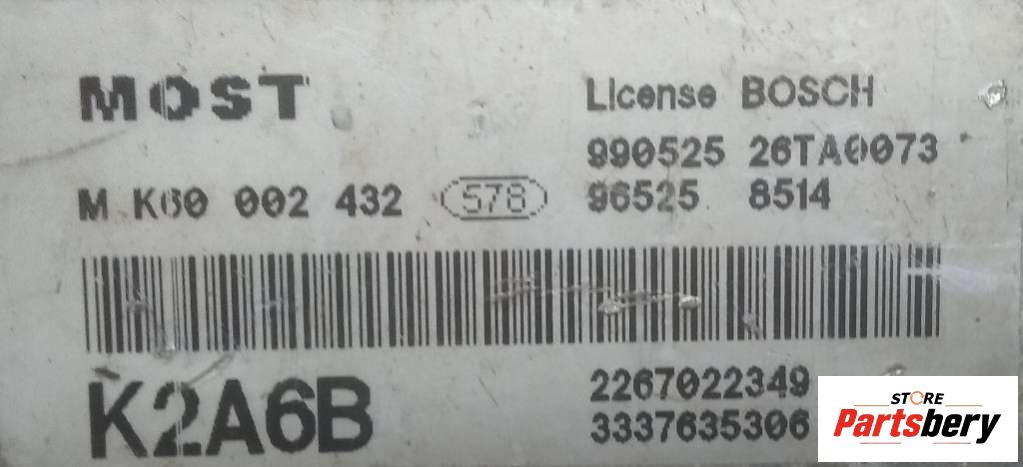 MOST
License BOSCH
990525 26TA0073
M K60 002 432 578
96525 8514
K2A6B
2267022349
3337635306
STORE
Partsbery